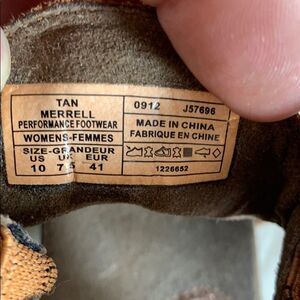 TAN
MERRELL
PERFORMANCE FOOTWEAR
WOMENS-FEMMES
SIZE-GRANDEUR
US UK EUR
10 7.5 41
0912 J57696
MADE IN CHINA
FABRIQUE EN CHINE
1226652